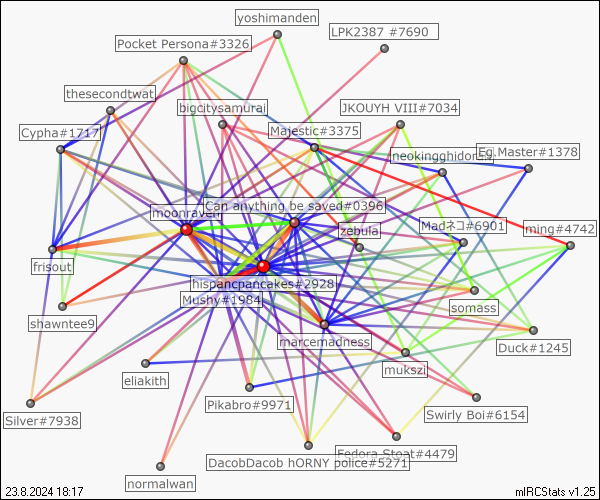 yoshimanden
LPK2387 #7690
Pocket Persona#3326
thesecondtwat
bigcitysamurai
JKOUYH VIII#7034
Cypha#1717
Majestic#3375
neokingghidorah
Eg.Master#1378
Can anything be saved#0396
moonraven
zebula
Madネコ#6901
ming#4742
frisout
hispancpancakes#2928
Mushy#1984
somass
shawntee9
marcemadness
Duck#1245
mukszi
eliakith
Pikabro#9971
Swirly Boi#6154
Silver#7938
Fedora Stoat#4479
DacobDacob hORNY police#5271
normalwan
23.8.2024 18:17
mIRCStats v1.25